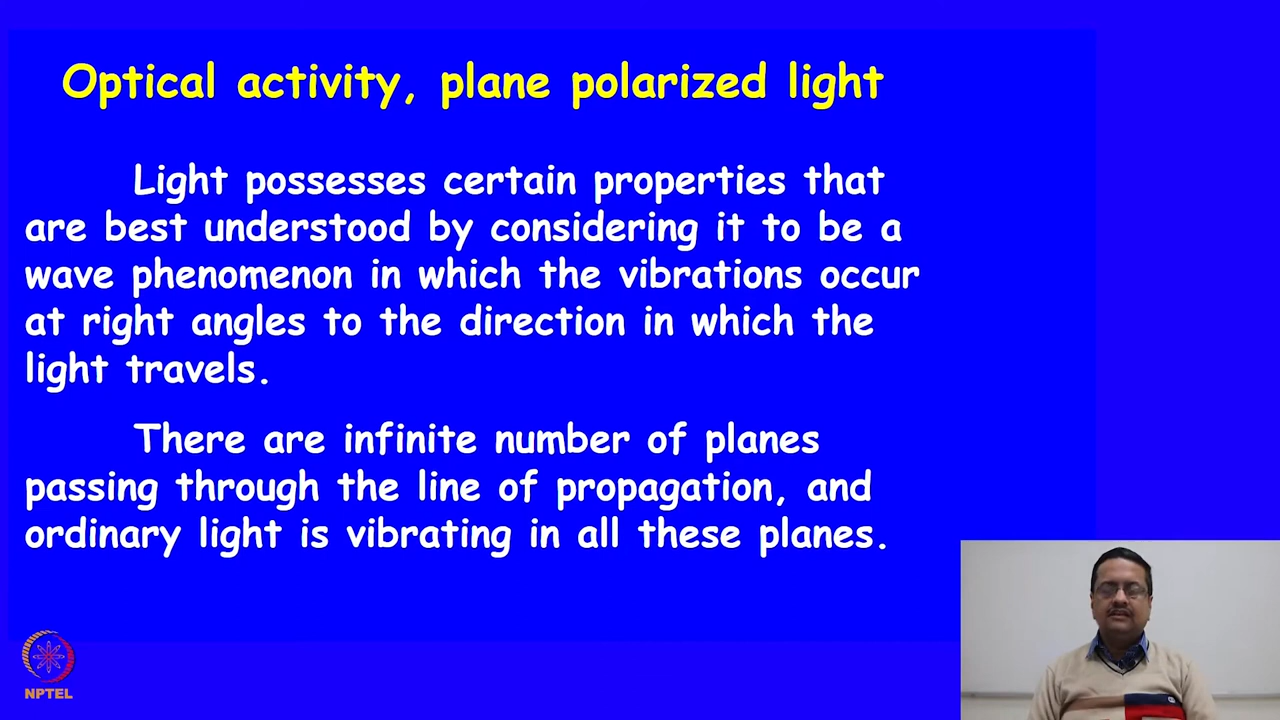 Optical activity, plane polarized light
Light possesses certain properties that
are best understood by considering it to be a
wave phenomenon in which the vibrations occur
at right angles to the direction in which the
light travels.
There are infinite number of planes
passing through the line of propagation, and
ordinary light is vibrating in all these planes.
NPTEL